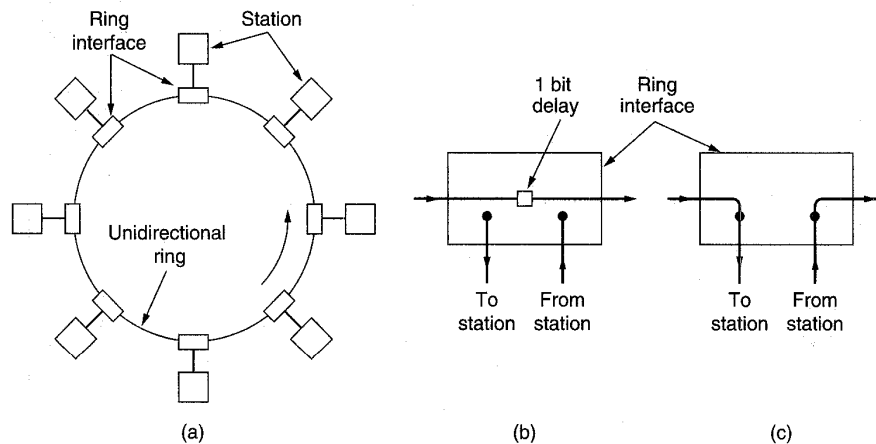 Ring
interface
Station
Unidirectional
ring
(a)
1 bit
delay
Ring
interface
To
station
From
station
(b)
To
station
From
station
(c)